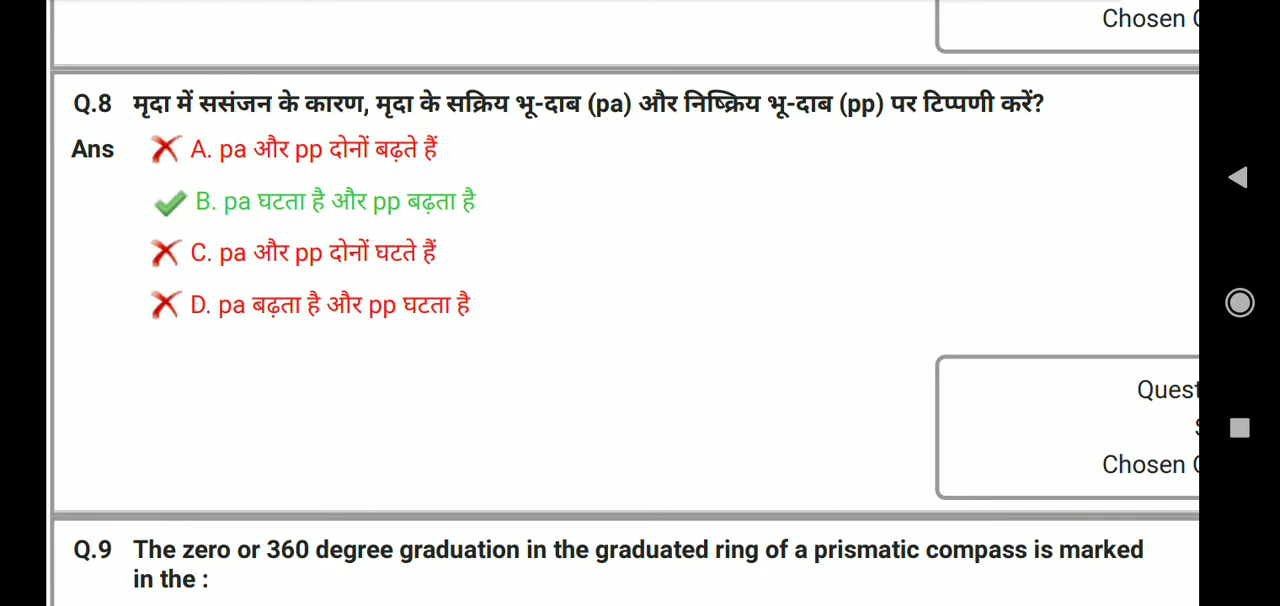 Chosen
Q.8 मृदा में ससंजन के कारण, मृदा के सक्रिय भू-दाब (pa) और निष्क्रिय भू-दाब (pp) पर टिप्पणी करें?
Ans A. pa और pp दोनों बढ़ते हैं
B. pa घटता है और pp बढ़ता है
C. pa और pp दोनों घटते हैं
D. pa बढ़ता है और pp घटता है
Quest
Chosen
Q.9 The zero or 360 degree graduation in the graduated ring of a prismatic compass is marked
in the :